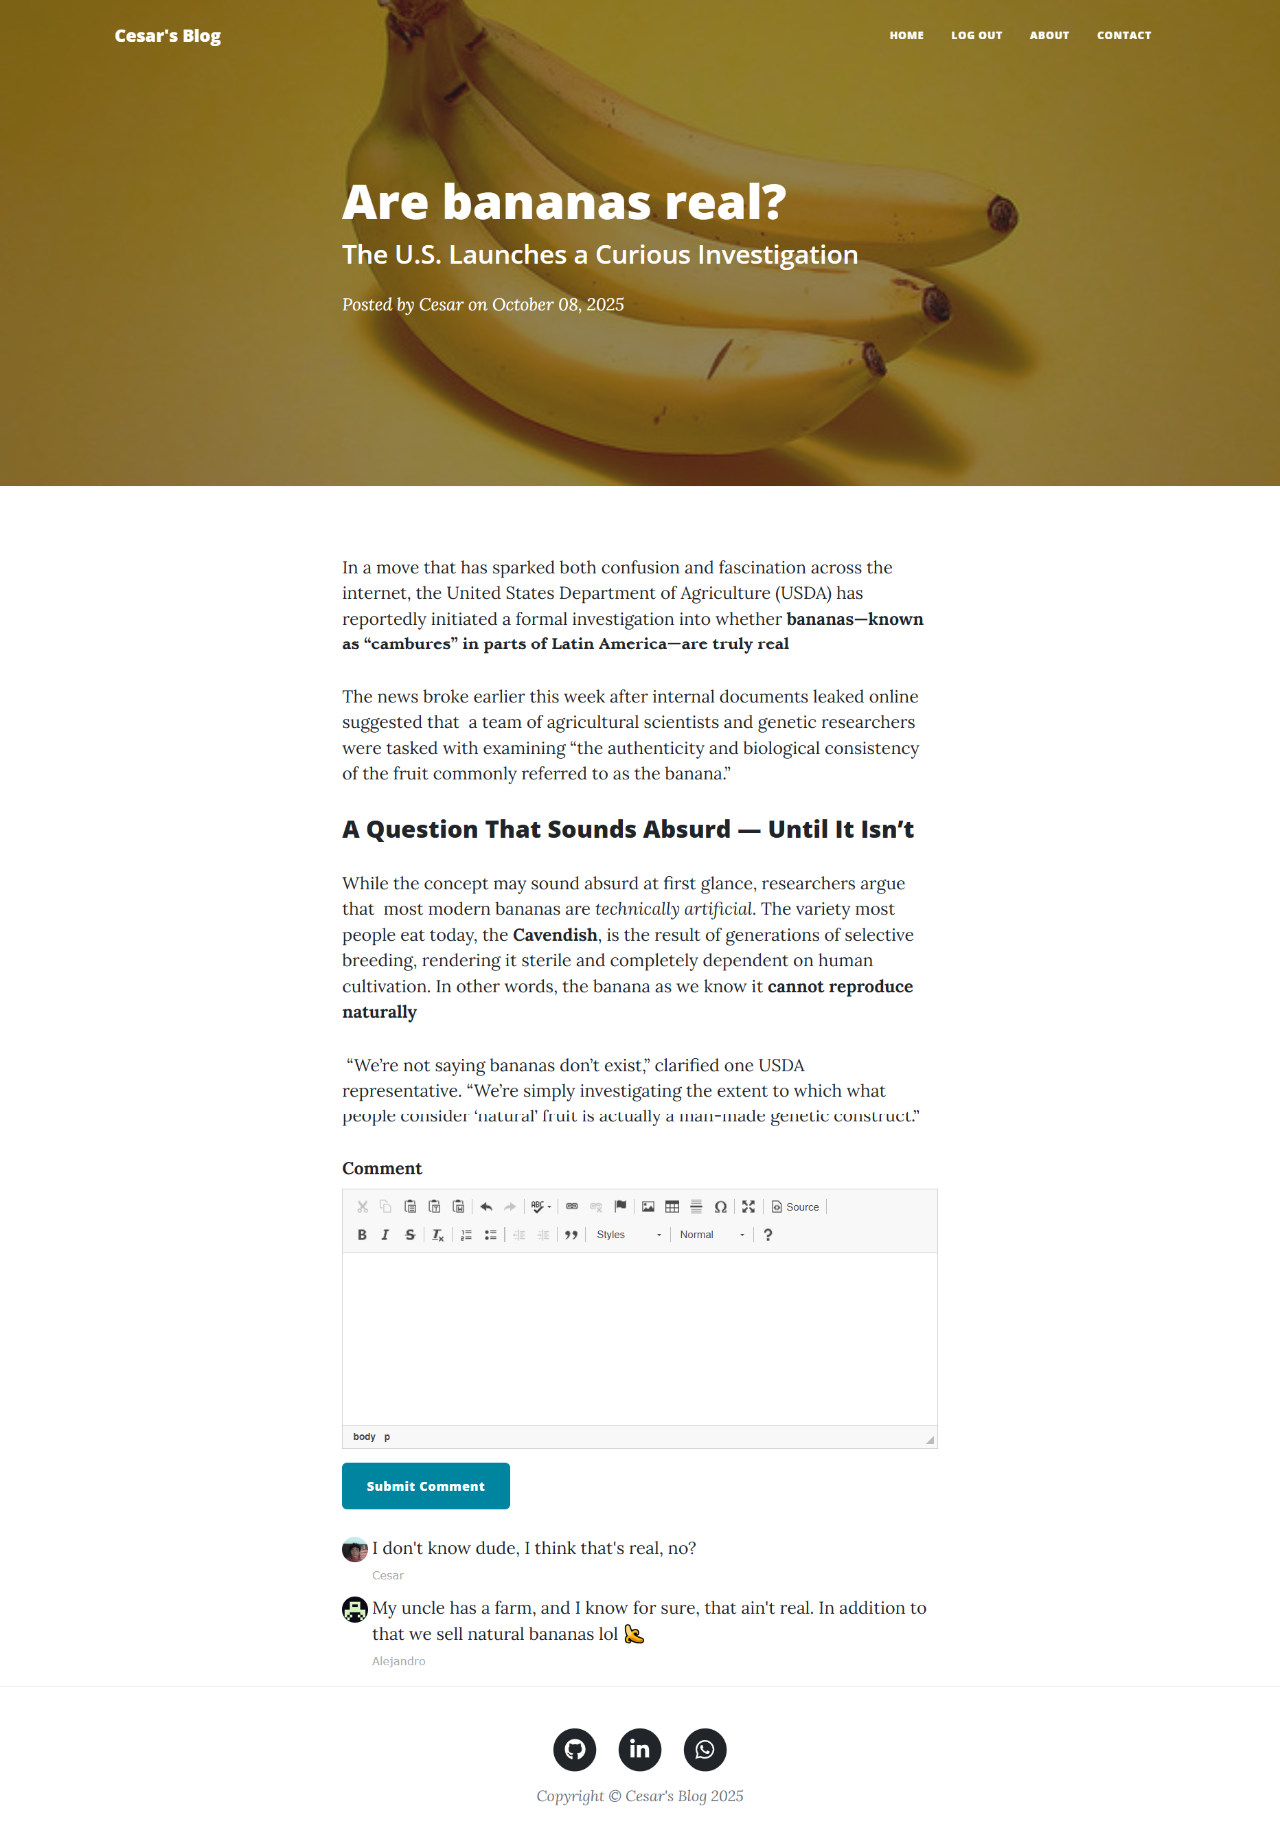 Cesar's Blog
HOME LOG OUT ABOUT CONTACT
Are bananas real?
The U.S. Launches a Curious Investigation
Posted by Cesar on October 08, 2025
In a move that has sparked both confusion and fascination across the
internet, the United States Department of Agriculture (USDA) has
reportedly initiated a formal investigation into whether bananas—known
as “cambures” in parts of Latin America—are truly real
The news broke earlier this week after internal documents leaked online
suggested that a team of agricultural scientists and genetic researchers
were tasked with examining “the authenticity and biological consistency
of the fruit commonly referred to as the banana.”
A Question That Sounds Absurd — Until It Isn’t
While the concept may sound absurd at first glance, researchers argue
that most modern bananas are technically artificial. The variety most
people eat today, the Cavendish, is the result of generations of selective
breeding, rendering it sterile and completely dependent on human
cultivation. In other words, the banana as we know it cannot reproduce
naturally
“We’re not saying bananas don’t exist,” clarified one USDA
representative. “We’re simply investigating the extent to which what
people consider ‘natural’ fruit is actually a man-made genetic construct.”
Comment
ABC Source
B I S Tx Styles Normal ?
body p
Submit Comment
I don't know dude, I think that's real, no?
Cesar
My uncle has a farm, and I know for sure, that ain't real. In addition to
that we sell natural bananas lol
Alejandro
Copyright © Cesar's Blog 2025